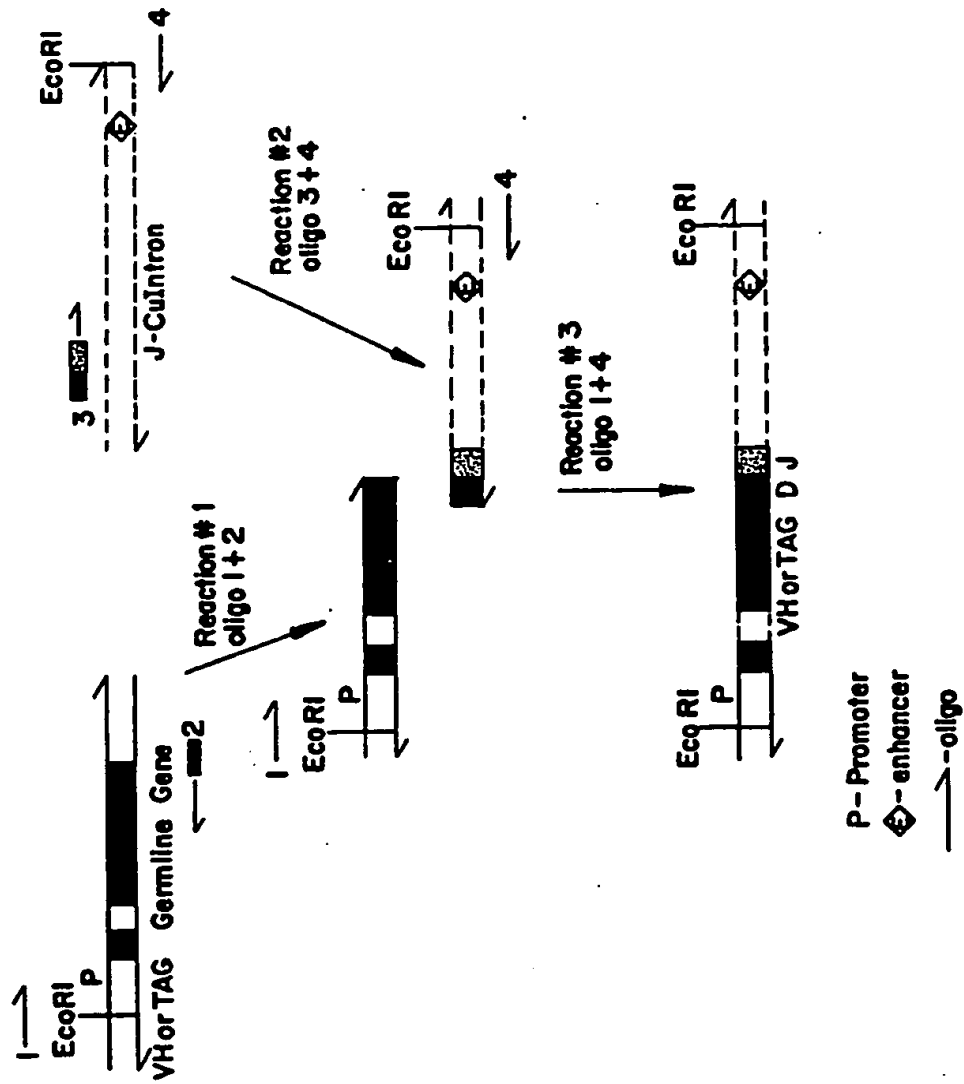 1
EcoRI
P
VHorTAG Germline Gene
2
3
J-CuIntron
EcoRI
E
4
Reaction #1
oligo 1+2
Reaction #2
oligo 3+4
1
EcoRI
P
EcoRI
E
4
Reaction #3
oligo 1+4
EcoRI
P
VHorTAG D J
E
EcoRI
P-Promoter
E-enhancer
-oligo